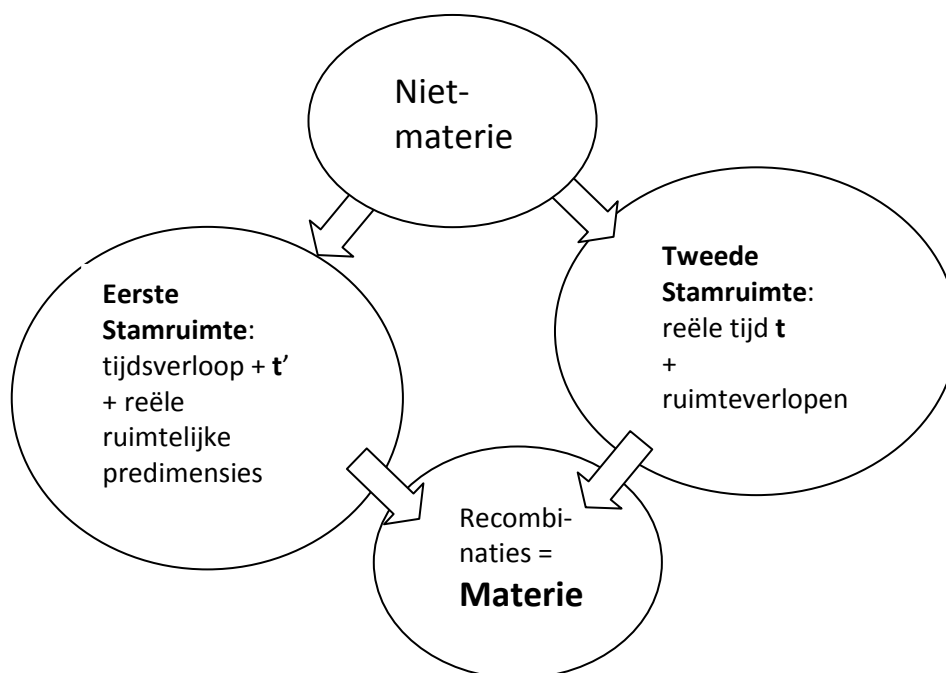 Niet-
materie
Eerste
Stamruimte:
tijdsverloop + t’
+ reële
ruimtelijke
predimensies
Tweede
Stamruimte:
reële tijd t
+
ruimteverlopen
Recombi-
naties =
Materie